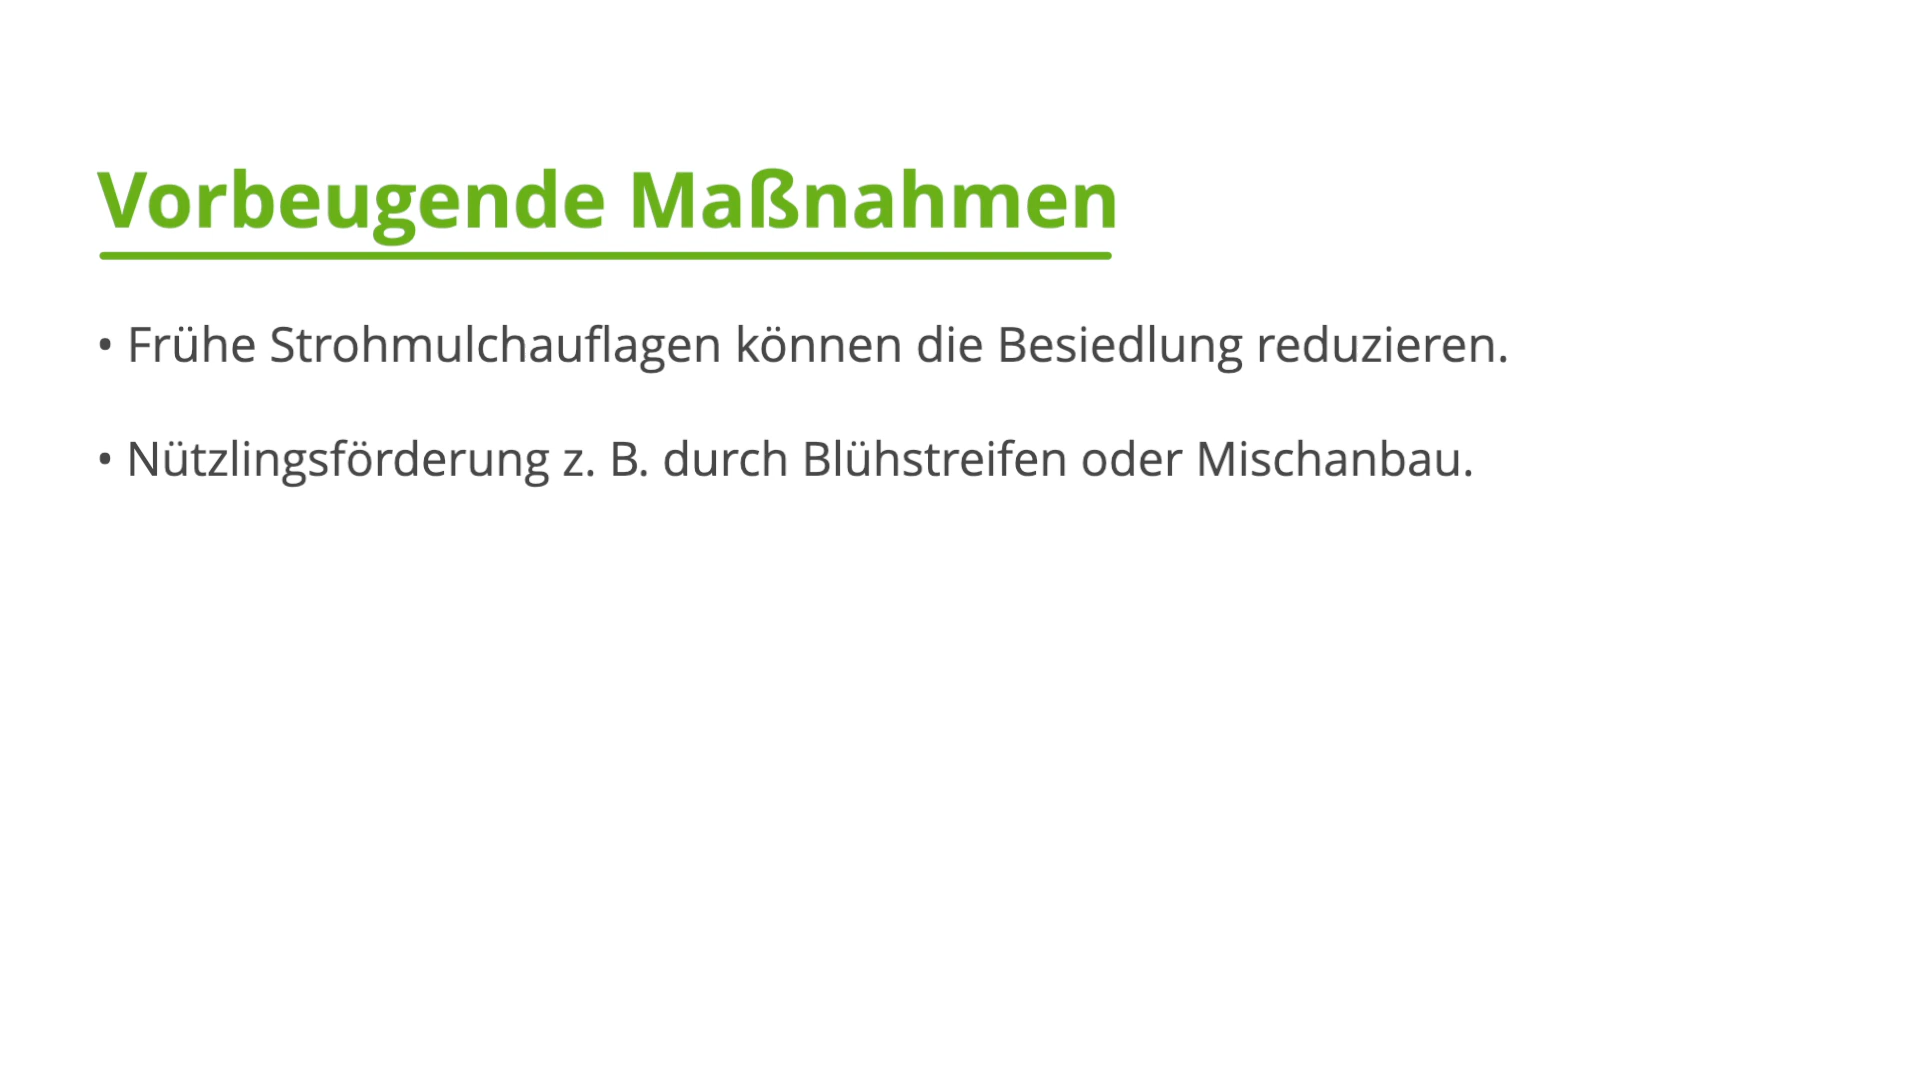 Vorbeugende Maßnahmen
• Frühe Strohmulchauflagen können die Besiedlung reduzieren.
• Nützlingsförderung z. B. durch Blühstreifen oder Mischanbau.